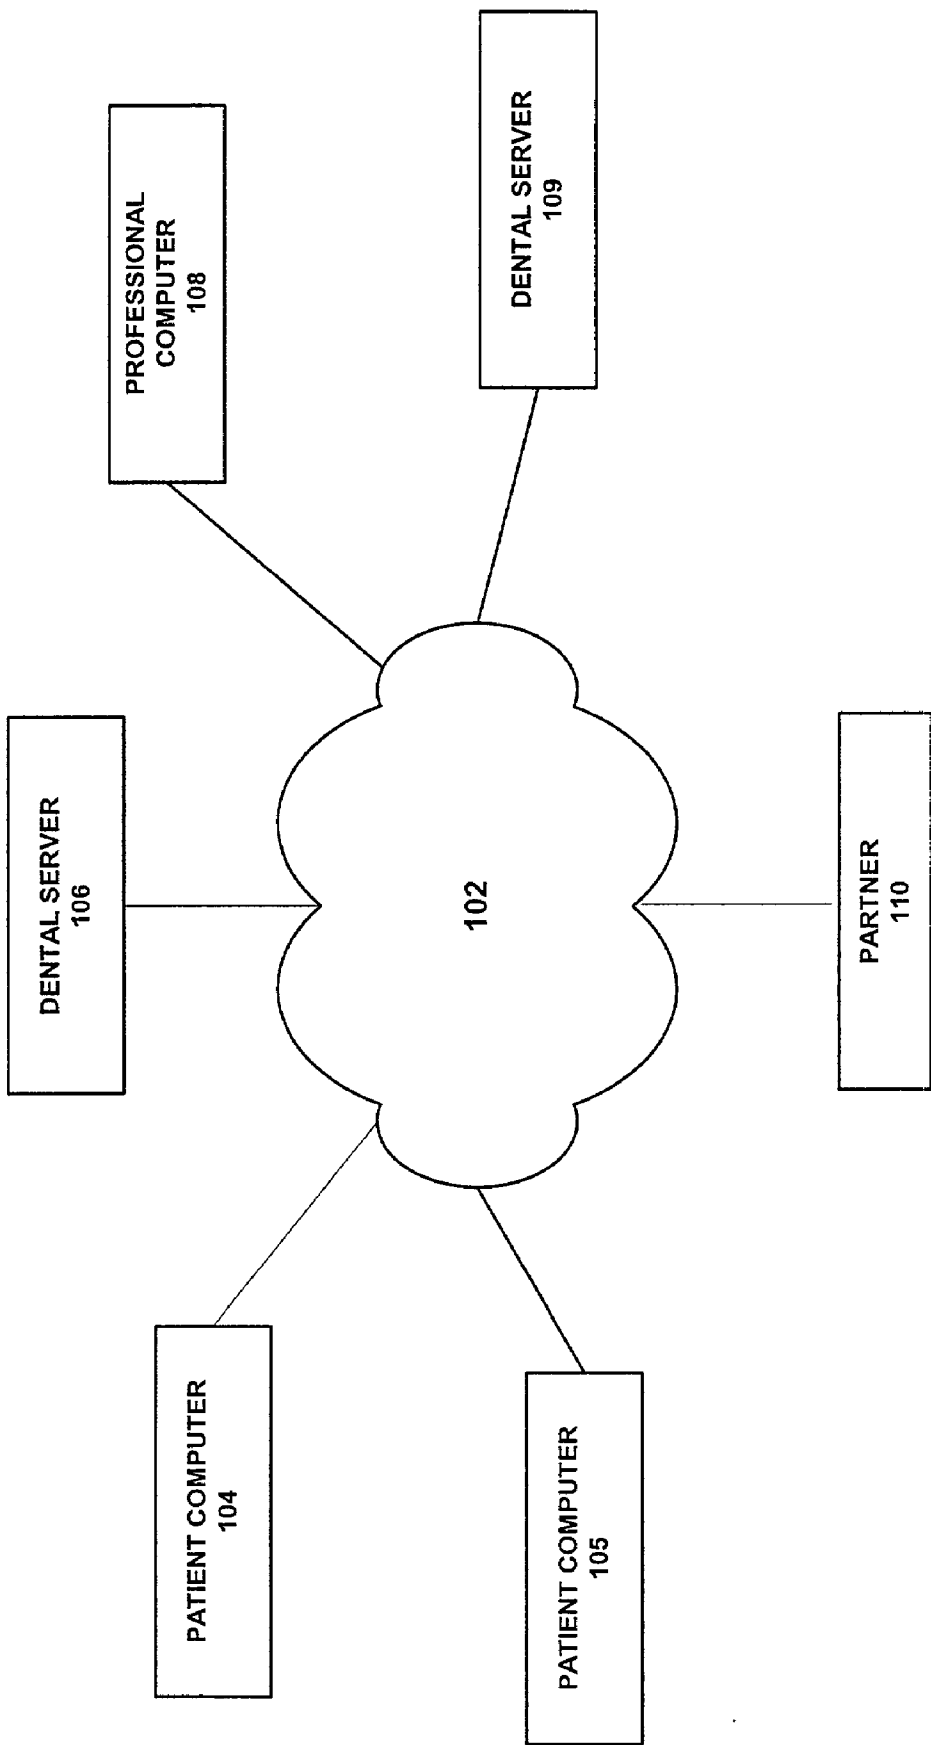 DENTAL SERVER
106
PATIENT COMPUTER
104
PROFESSIONAL
COMPUTER
108
102
PATIENT COMPUTER
105
DENTAL SERVER
109
PARTNER
110